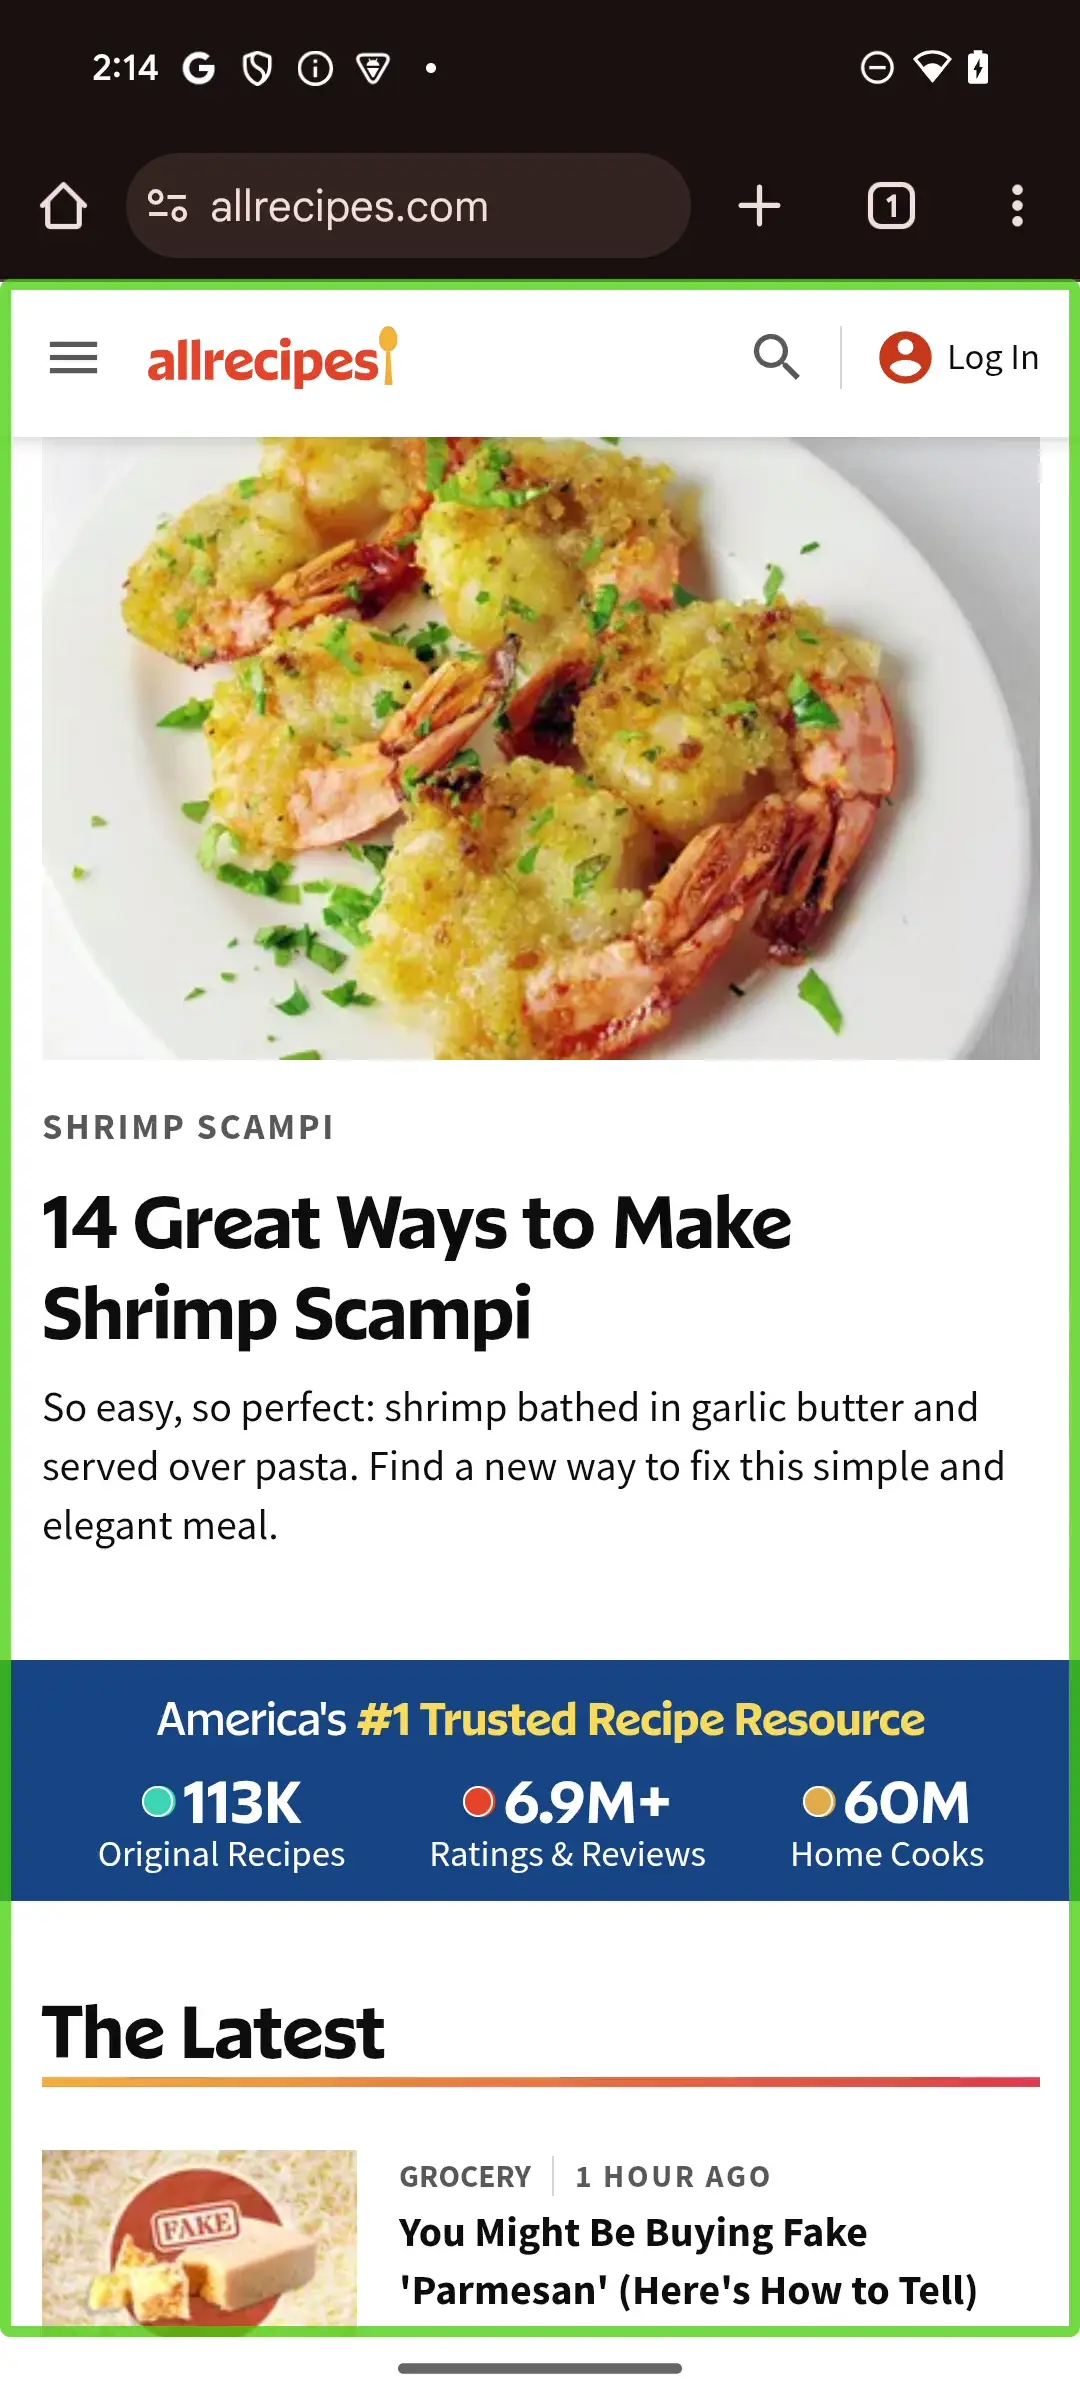 2:14
allrecipes.com
1
allrecipes
Log In
SHRIMP SCAMPI
14 Great Ways to Make
Shrimp Scampi
So easy, so perfect: shrimp bathed in garlic butter and
served over pasta. Find a new way to fix this simple and
elegant meal.
America's #1 Trusted Recipe Resource
113K
Original Recipes
6.9M+
Ratings & Reviews
60M
Home Cooks
The Latest
FAKE
GROCERY
1 HOUR AGO
You Might Be Buying Fake
'Parmesan' (Here's How to Tell)